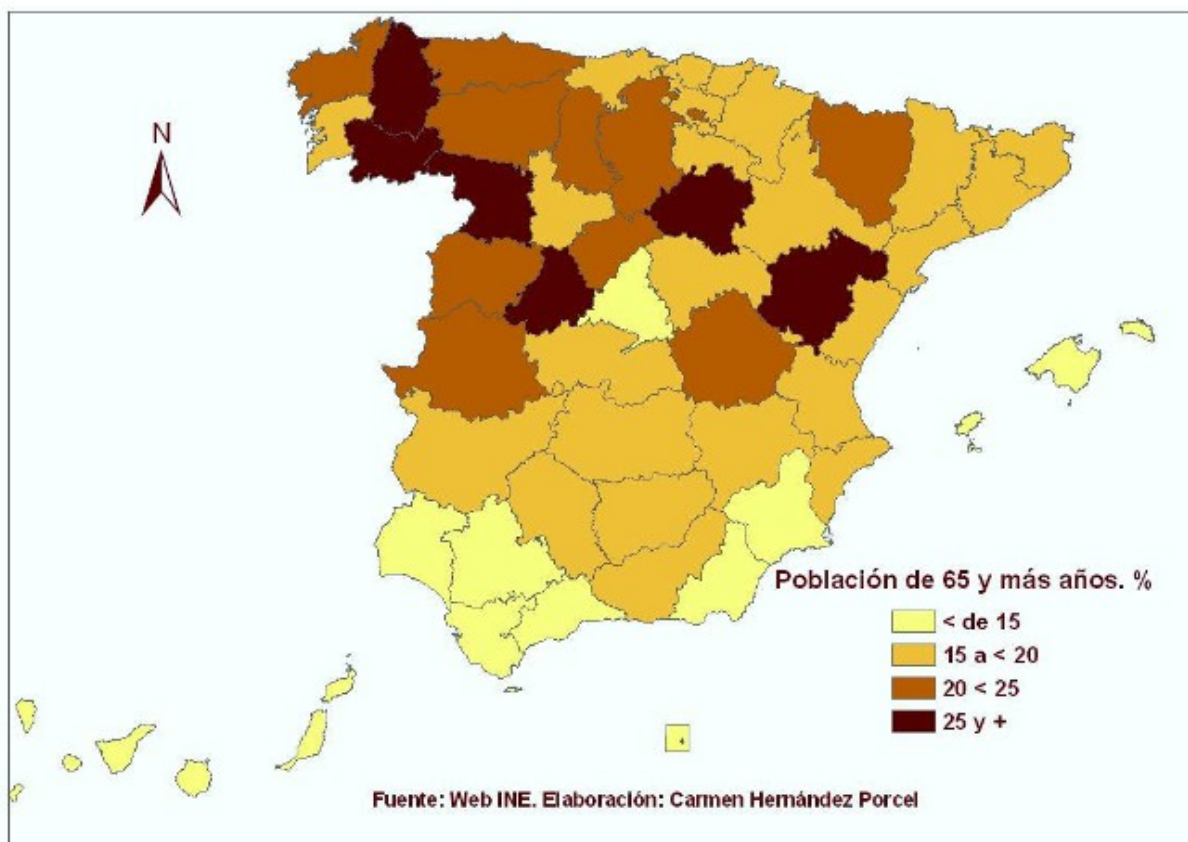 N
Población de 65 y más años. %
< de 15
15 a < 20
20 < 25
25 y +
Fuente: Web INE. Elaboración: Carmen Hernández Porcel